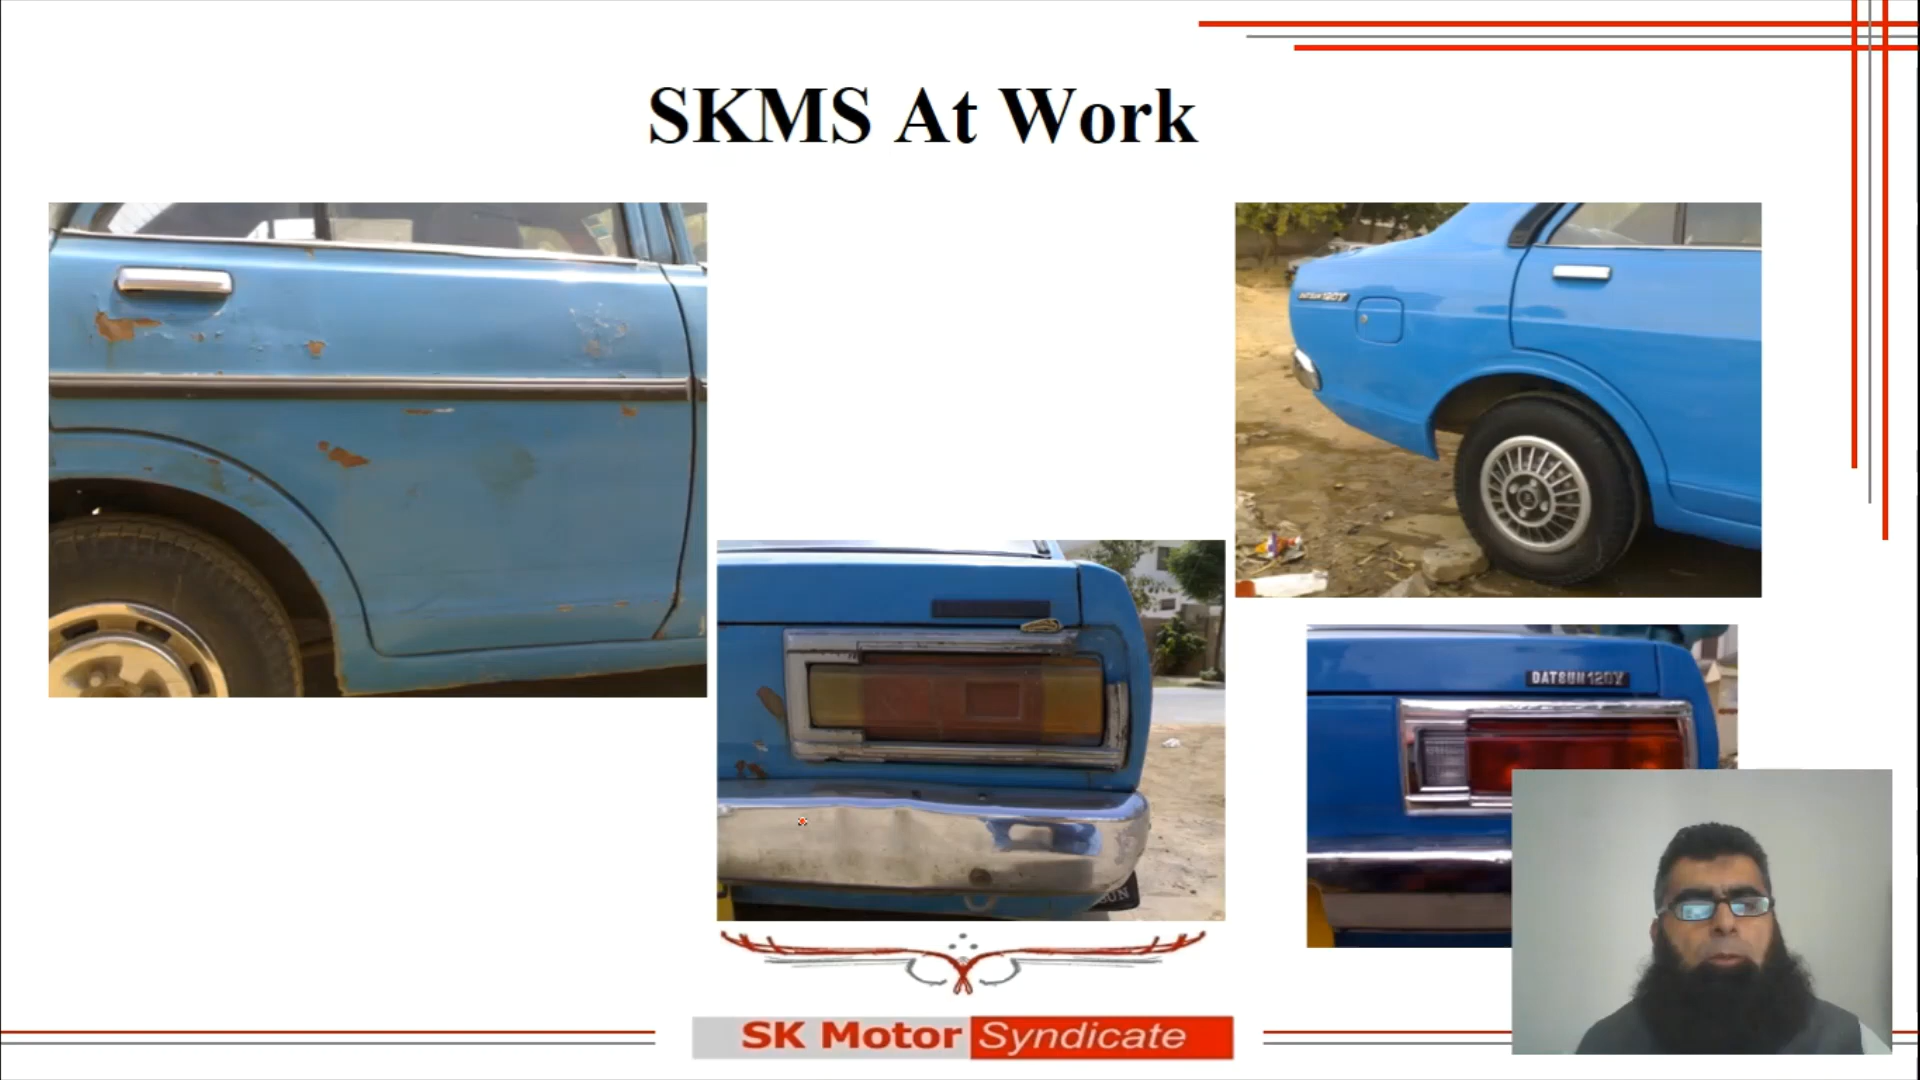 SKMS At Work
DATSUN 120Y
DATSUN 120Y
SK Motor Syndicate